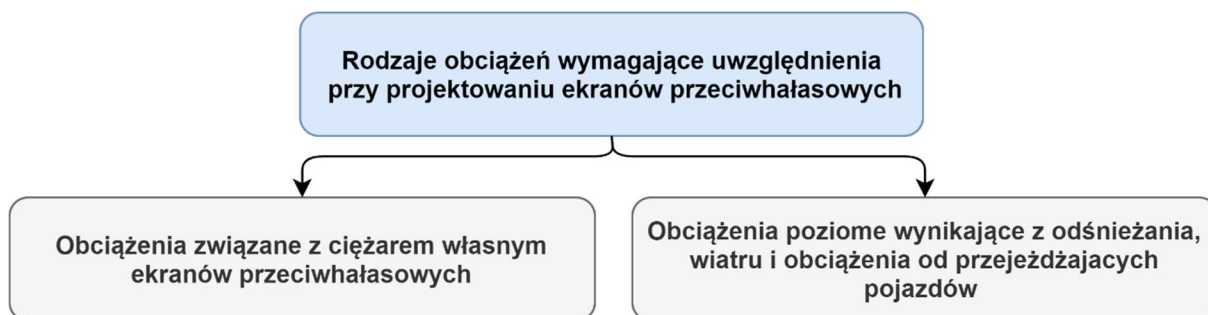 Rodzaje obciążeń wymagające uwzględnienia
przy projektowaniu ekranów przeciwhałasowych
Obciążenia związane z ciężarem własnym
ekranów przeciwhałasowych
Obciążenia poziome wynikające z odśnieżania,
wiatru i obciążenia od przejeżdżajacych
pojazdów